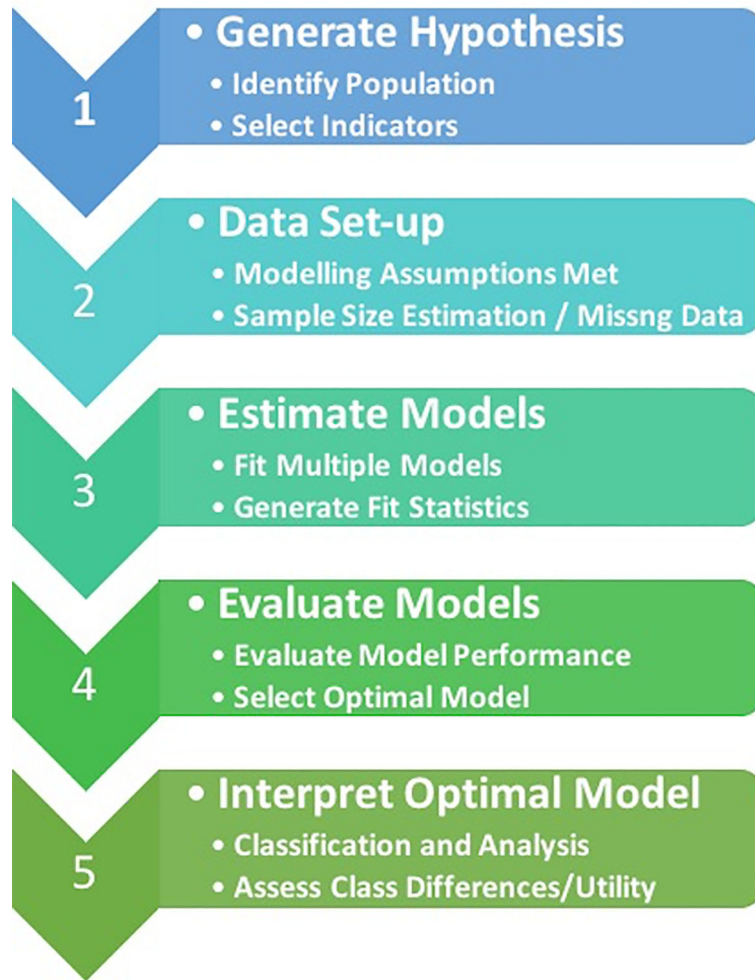 1
• Generate Hypothesis
• Identify Population
• Select Indicators
2
• Data Set-up
• Modelling Assumptions Met
• Sample Size Estimation / Missng Data
3
• Estimate Models
• Fit Multiple Models
• Generate Fit Statistics
4
• Evaluate Models
• Evaluate Model Performance
• Select Optimal Model
5
• Interpret Optimal Model
• Classification and Analysis
• Assess Class Differences/Utility